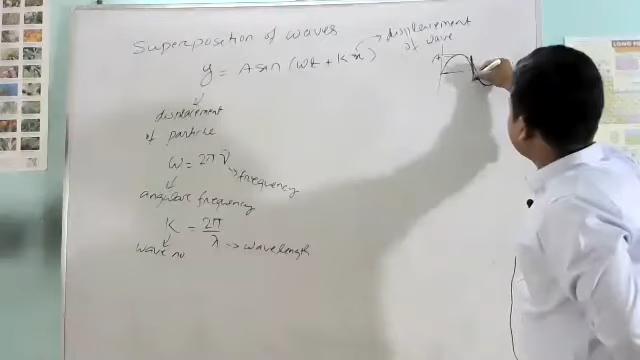 Superposition of waves
y = A sin (ωt + Kx) → displacement of wave
displacement
of particle
A
ω = 2π ν → frequency
angular frequency
K = 2π/λ → wavelength
wave no